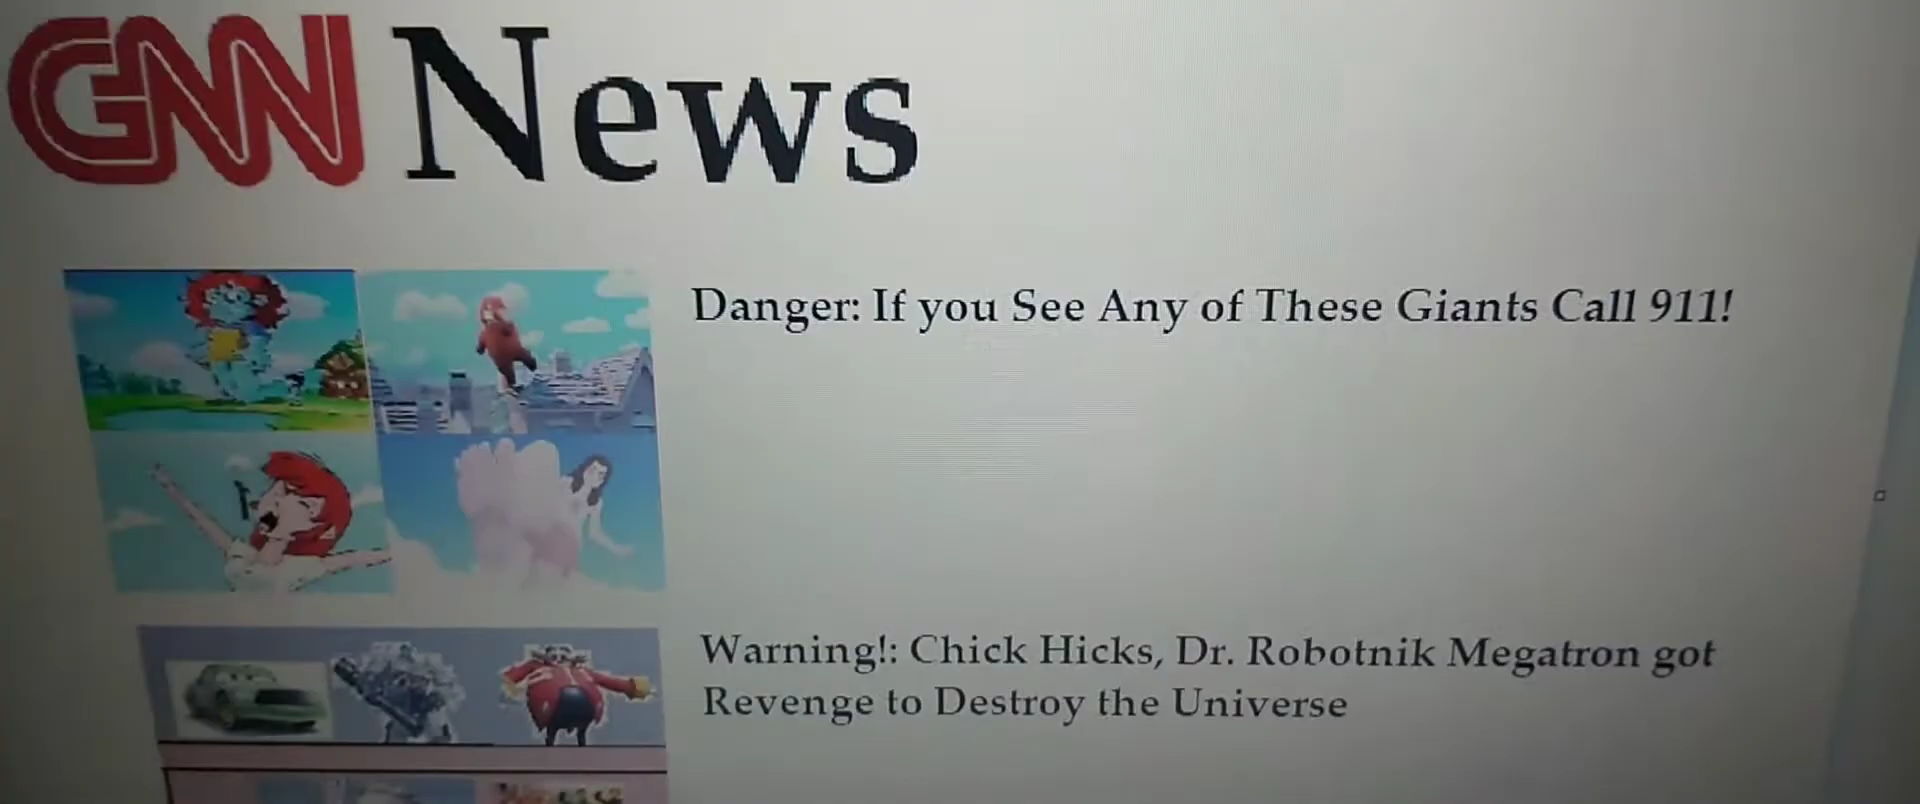 GNN News
Danger: If you See Any of These Giants Call 911!
Warning!: Chick Hicks, Dr. Robotnik Megatron got
Revenge to Destroy the Universe